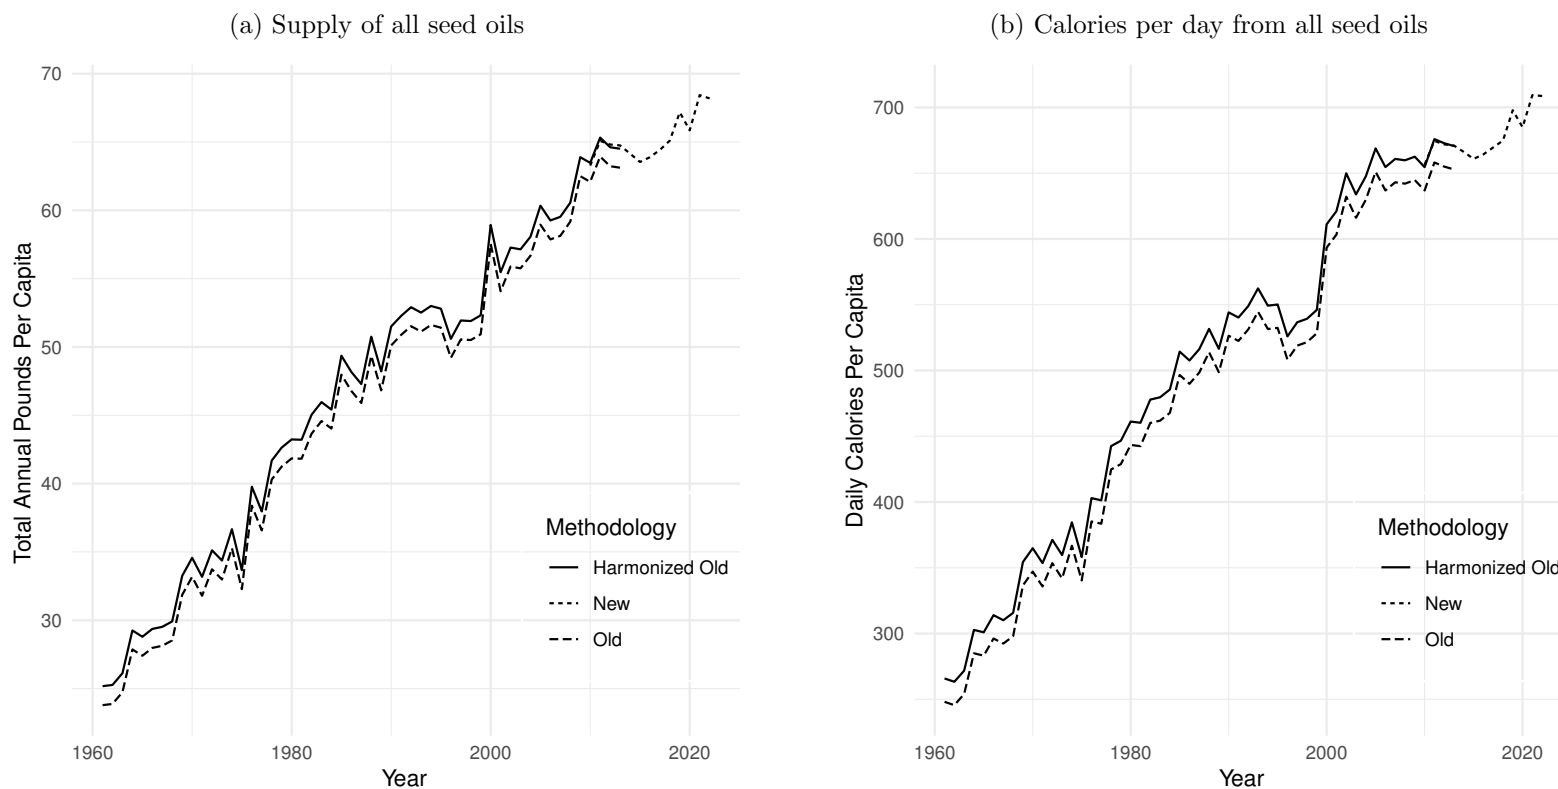 (a) Supply of all seed oils
Total Annual Pounds Per Capita
70
60
50
40
30
1960
1980
2000
2020
Year
Methodology
Harmonized Old
New
Old
(b) Calories per day from all seed oils
Daily Calories Per Capita
700
600
500
400
300
1960
1980
2000
2020
Year
Methodology
Harmonized Old
New
Old